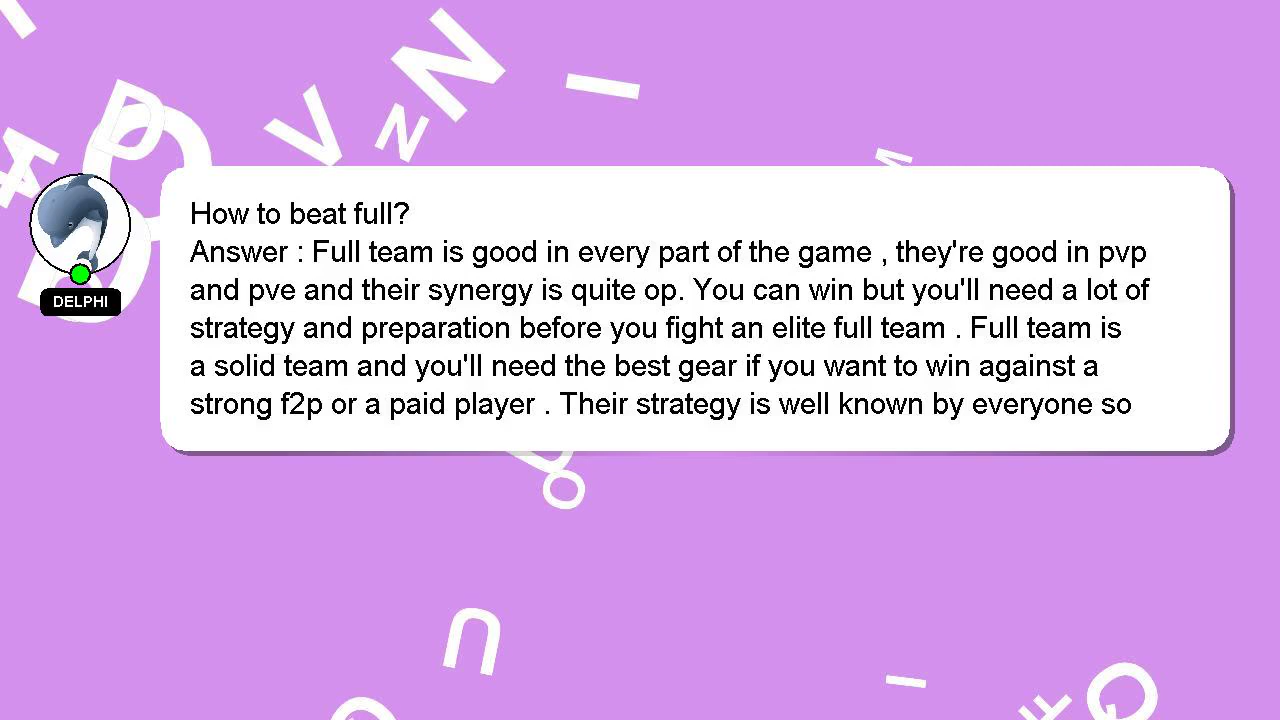 How to beat full?
Answer : Full team is good in every part of the game , they're good in pvp
and pve and their synergy is quite op. You can win but you'll need a lot of
strategy and preparation before you fight an elite full team . Full team is
a solid team and you'll need the best gear if you want to win against a
strong f2p or a paid player . Their strategy is well known by everyone so
DELPHI